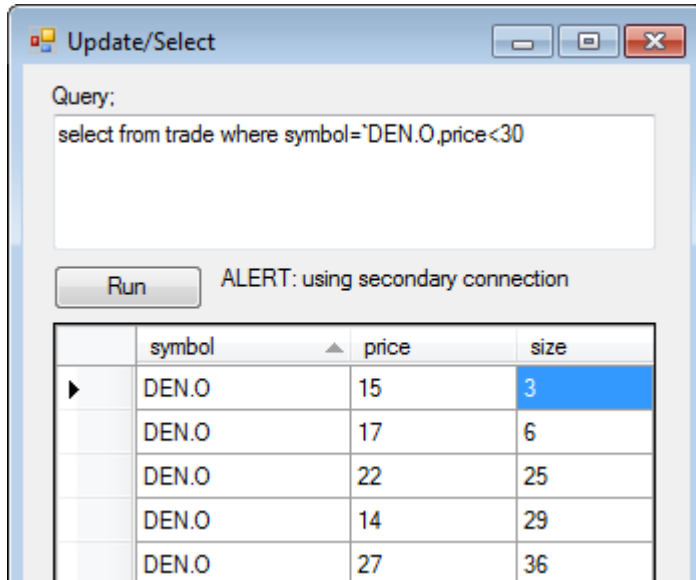 Update/Select
Query;
select from trade where symbol=`DEN.O,price<30
Run ALERT: using secondary connection
symbol price size
DEN.O 15 3
DEN.O 17 6
DEN.O 22 25
DEN.O 14 29
DEN.O 27 36